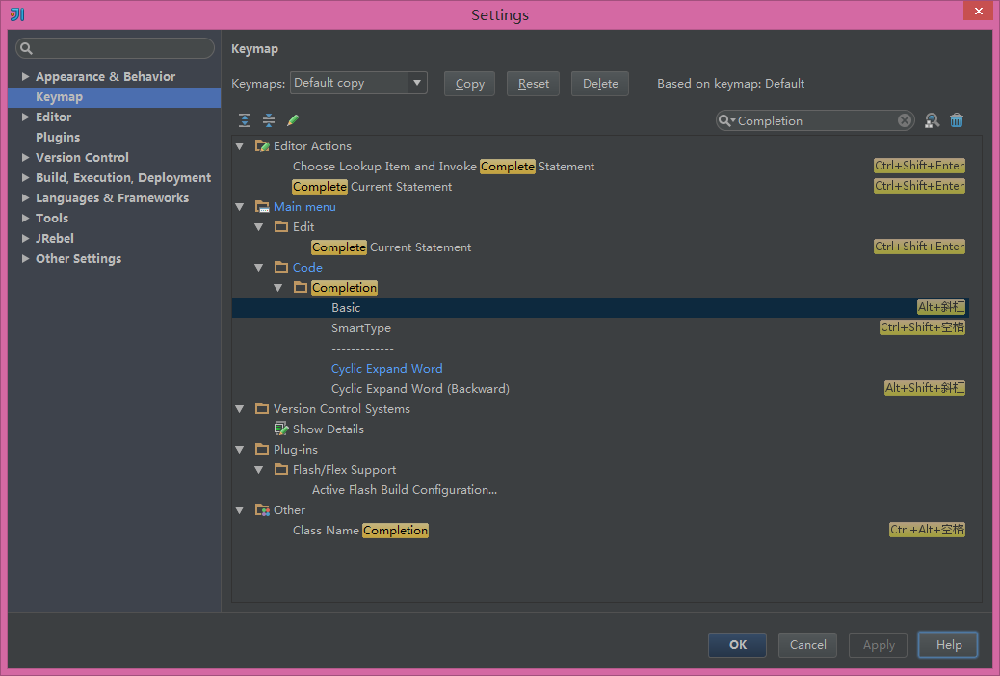 Settings
Appearance & Behavior
Keymap
Editor
Plugins
Version Control
Build, Execution, Deployment
Languages & Frameworks
Tools
JRebel
Other Settings
Keymap
Keymaps: Default copy Copy Reset Delete Based on keymap: Default
Completion
Editor Actions
Choose Lookup Item and Invoke Complete Statement Ctrl+Shift+Enter
Complete Current Statement Ctrl+Shift+Enter
Main menu
Edit
Complete Current Statement Ctrl+Shift+Enter
Code
Completion
Basic Alt+斜杠
SmartType Ctrl+Shift+空格
-------------
Cyclic Expand Word
Cyclic Expand Word (Backward) Alt+Shift+斜杠
Version Control Systems
Show Details
Plug-ins
Flash/Flex Support
Active Flash Build Configuration...
Other
Class Name Completion Ctrl+Alt+空格
OK Cancel Apply Help